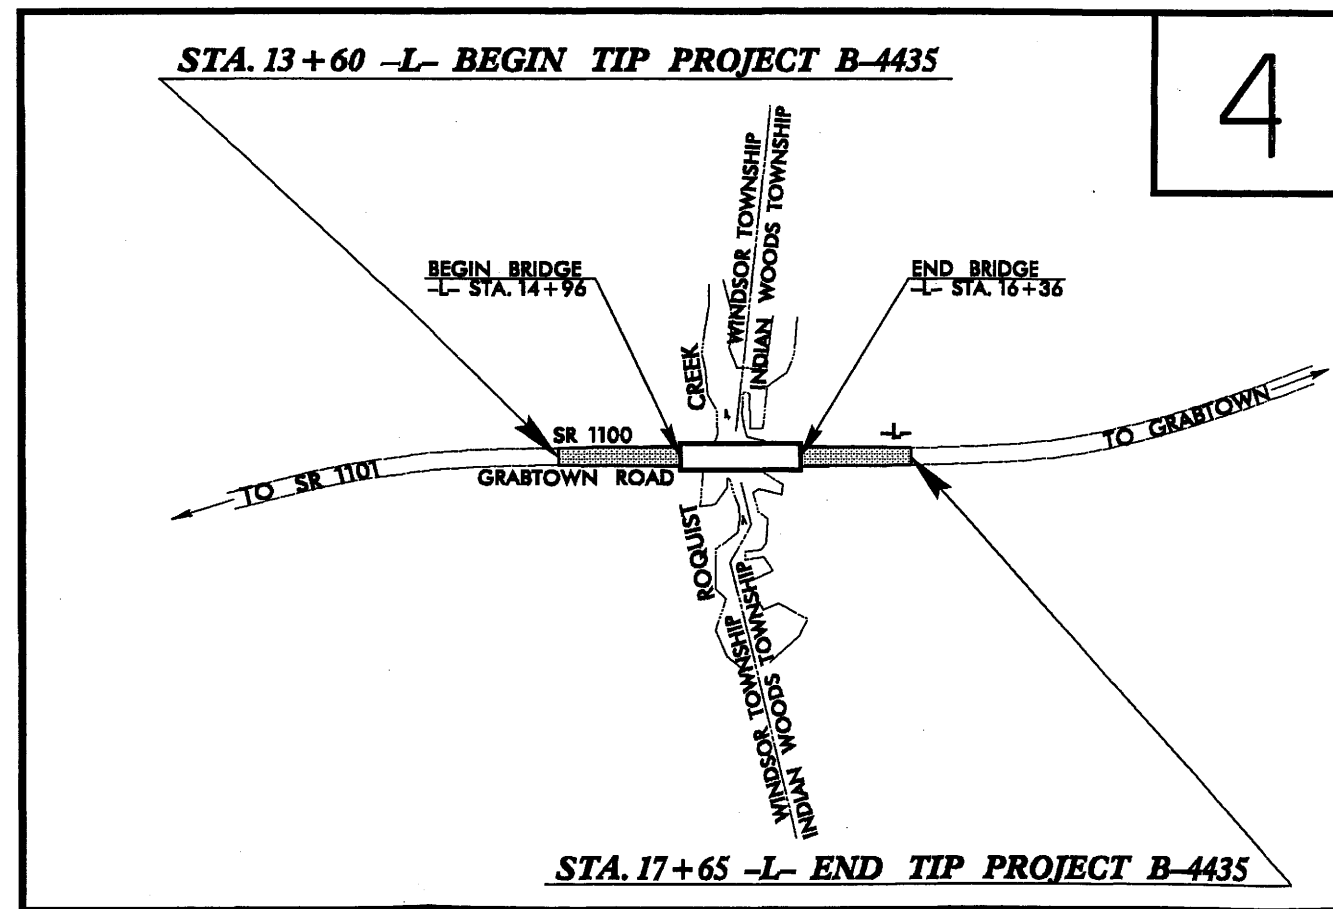 STA. 13+60 -L- BEGIN TIP PROJECT B-4435
4
WINDSOR TOWNSHIP
INDIAN WOODS TOWNSHIP
BEGIN BRIDGE
-L- STA. 14+96
END BRIDGE
-L- STA. 16+36
CREEK
SR 1100
-L-
TO GRABTOWN
TO SR 1101
GRABTOWN ROAD
ROQUIST
WINDSOR TOWNSHIP
INDIAN WOODS TOWNSHIP
STA. 17+65 -L- END TIP PROJECT B-4435